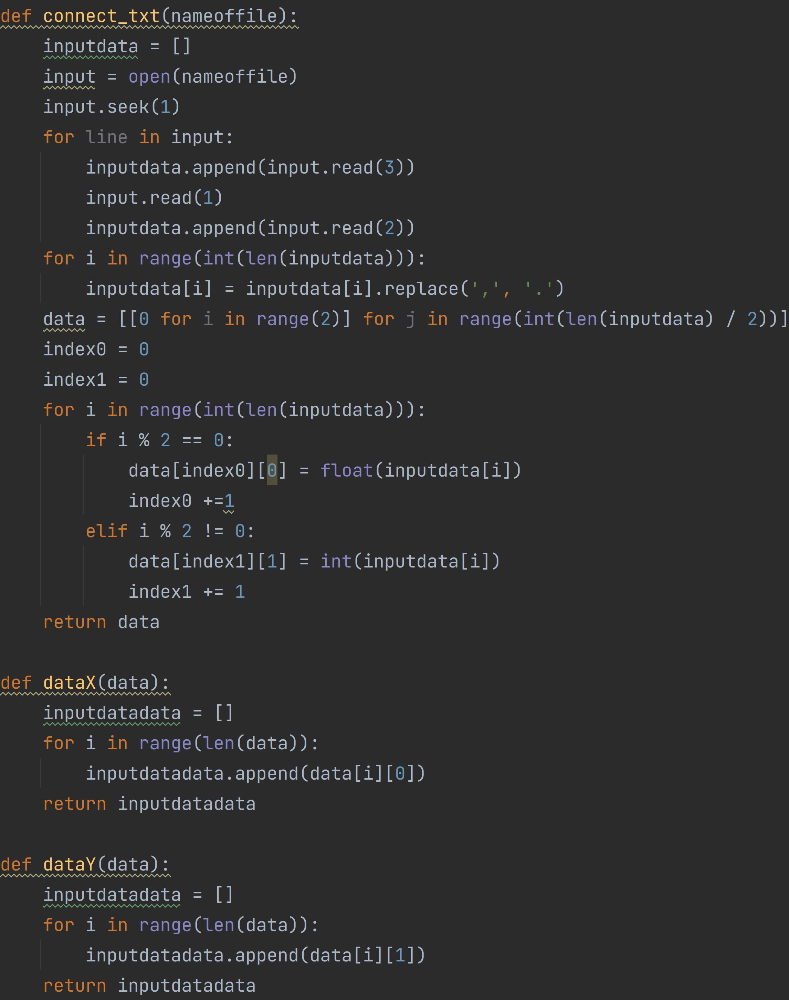 def connect_txt(nameoffile):
    inputdata = []
    input = open(nameoffile)
    input.seek(1)
    for line in input:
        inputdata.append(input.read(3))
        input.read(1)
        inputdata.append(input.read(2))
    for i in range(int(len(inputdata))):
        inputdata[i] = inputdata[i].replace(',', '.')
    data = [[0 for i in range(2)] for j in range(int(len(inputdata) / 2))]
    index0 = 0
    index1 = 0
    for i in range(int(len(inputdata))):
        if i % 2 == 0:
            data[index0][0] = float(inputdata[i])
            index0 +=1
        elif i % 2 != 0:
            data[index1][1] = int(inputdata[i])
            index1 += 1
    return data

def dataX(data):
    inputdatadata = []
    for i in range(len(data)):
        inputdatadata.append(data[i][0])
    return inputdatadata

def dataY(data):
    inputdatadata = []
    for i in range(len(data)):
        inputdatadata.append(data[i][1])
    return inputdatadata